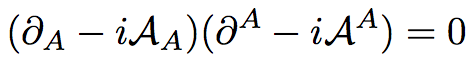 (∂_A − i𝒜_A)(∂^A − i𝒜^A) = 0